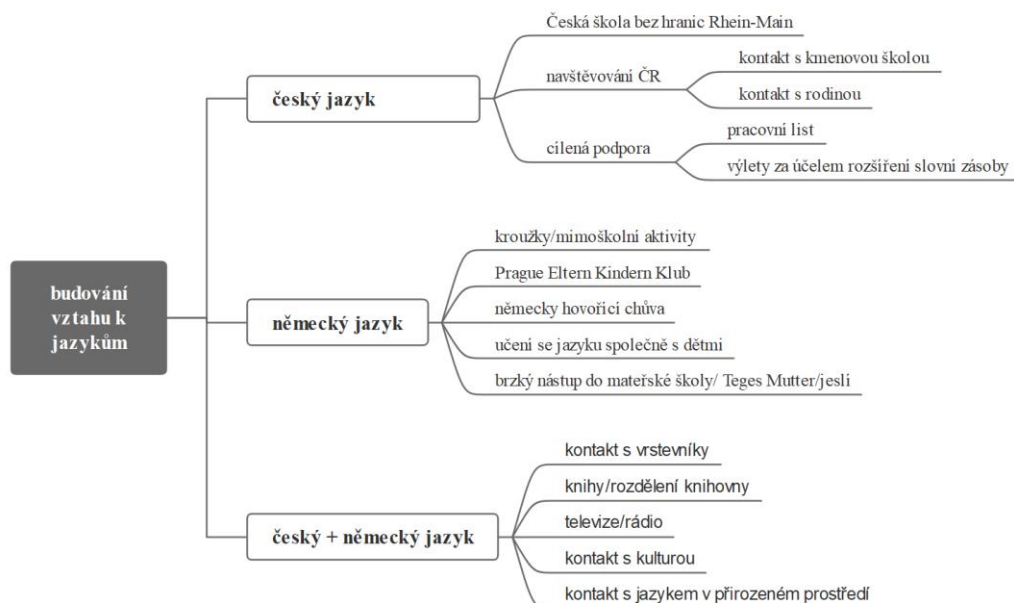 budování
vztahu k
jazykům
český jazyk
Česká škola bez hranic Rhein-Main
navštěvování ČR
kontakt s kmenovou školou
kontakt s rodinou
cílená podpora
pracovní list
výlety za účelem rozšíření slovní zásoby
německý jazyk
kroužky/mimoškolní aktivity
Prague Eltern Kindern Klub
německy hovořící chůva
učení se jazyku společně s dětmi
brzký nástup do mateřské školy/ Teges Mutter/jeslí
český + německý jazyk
kontakt s vrstevníky
knihy/rozdělení knihovny
televize/rádio
kontakt s kulturou
kontakt s jazykem v přirozeném prostředí